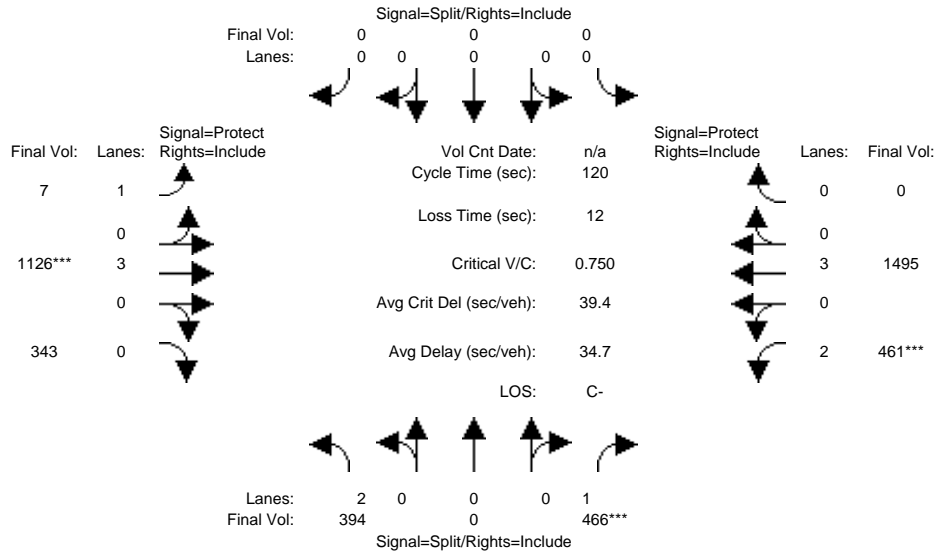 Signal=Split/Rights=Include
Final Vol: 0 0 0
Lanes: 0 0 0 0 0
Signal=Protect Signal=Protect
Final Vol: Lanes: Rights=Include Vol Cnt Date: n/a Rights=Include Lanes: Final Vol:
Cycle Time (sec): 120
7 1 0 0
Loss Time (sec): 12
0 0
1126*** 3 Critical V/C: 0.750 3 1495
0 Avg Crit Del (sec/veh): 39.4 0
343 0 Avg Delay (sec/veh): 34.7 2 461***
LOS: C-
Lanes: 2 0 0 0 1
Final Vol: 394 0 466***
Signal=Split/Rights=Include